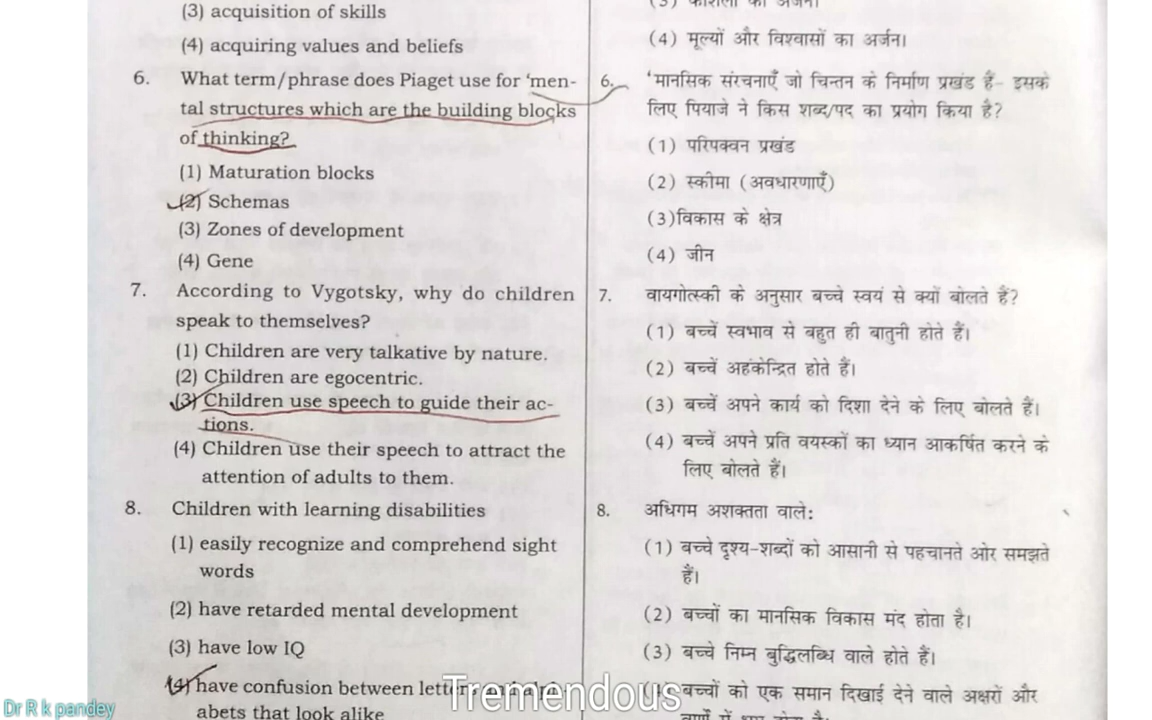 (3) acquisition of skills
(4) acquiring values and beliefs
6. What term/phrase does Piaget use for 'men-
tal structures which are the building blocks
of thinking?
(1) Maturation blocks
(2) Schemas
(3) Zones of development
(4) Gene
7. According to Vygotsky, why do children
speak to themselves?
(1) Children are very talkative by nature.
(2) Children are egocentric.
(3) Children use speech to guide their ac-
tions.
(4) Children use their speech to attract the
attention of adults to them.
8. Children with learning disabilities
(1) easily recognize and comprehend sight
words
(2) have retarded mental development
(3) have low IQ
(4) have confusion between letters
abets that look alike
(4) मूल्यों और विश्वासों का अर्जन।
6. 'मानसिक संरचनाएँ जो चिन्तन के निर्माण प्रखंड हैं- इसके
लिए पियाजे ने किस शब्द/पद का प्रयोग किया है?
(1) परिपक्वन प्रखंड
(2) स्कीमा (अवधारणाएँ)
(3)विकास के क्षेत्र
(4) जीन
7. वायगोत्स्की के अनुसार बच्चे स्वयं से क्यों बोलते हैं?
(1) बच्चें स्वभाव से बहुत ही बातुनी होते हैं।
(2) बच्चें अहंकेन्द्रित होते हैं।
(3) बच्चें अपने कार्य को दिशा देने के लिए बोलते हैं।
(4) बच्चें अपने प्रति वयस्कों का ध्यान आकर्षित करने के
लिए बोलते हैं।
8. अधिगम अशक्तता वाले:
(1) बच्चे दृश्य-शब्दों को आसानी से पहचानते ओर समझते
हैं।
(2) बच्चों का मानसिक विकास मंद होता है।
(3) बच्चे निम्न बुद्धिलब्धि वाले होते हैं।
बच्चों को एक समान दिखाई देने वाले अक्षरों और
Tremendous
Dr R k pandey